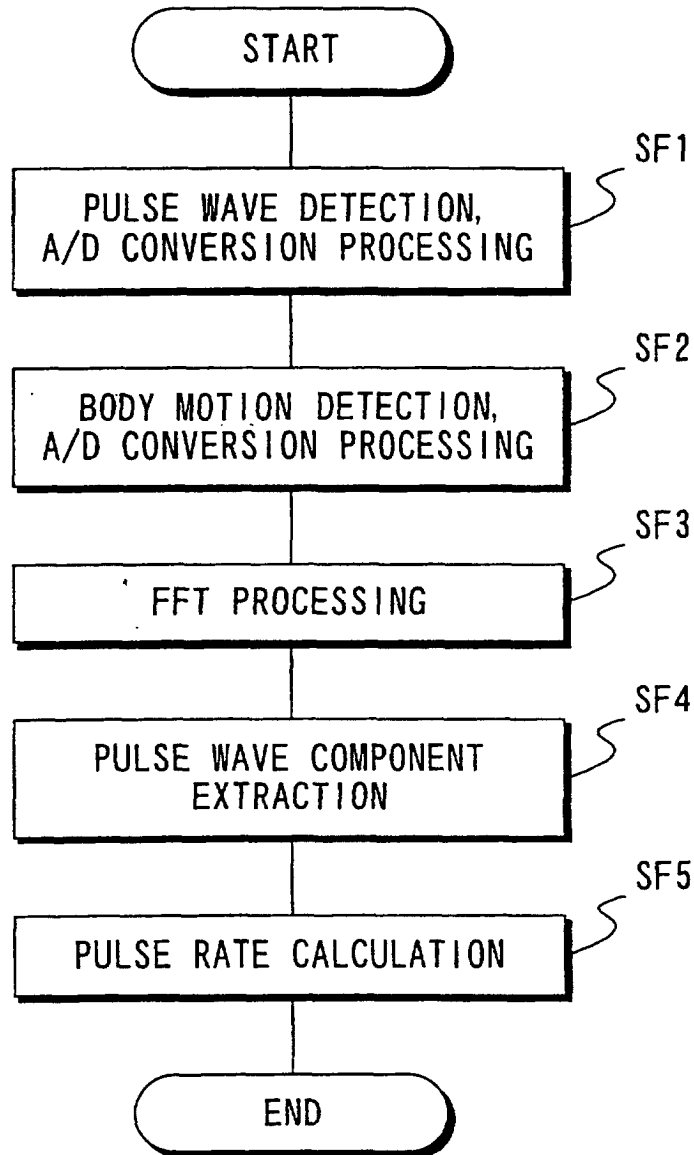 START
SF1
PULSE WAVE DETECTION,
A/D CONVERSION PROCESSING
SF2
BODY MOTION DETECTION,
A/D CONVERSION PROCESSING
SF3
FFT PROCESSING
SF4
PULSE WAVE COMPONENT
EXTRACTION
SF5
PULSE RATE CALCULATION
END